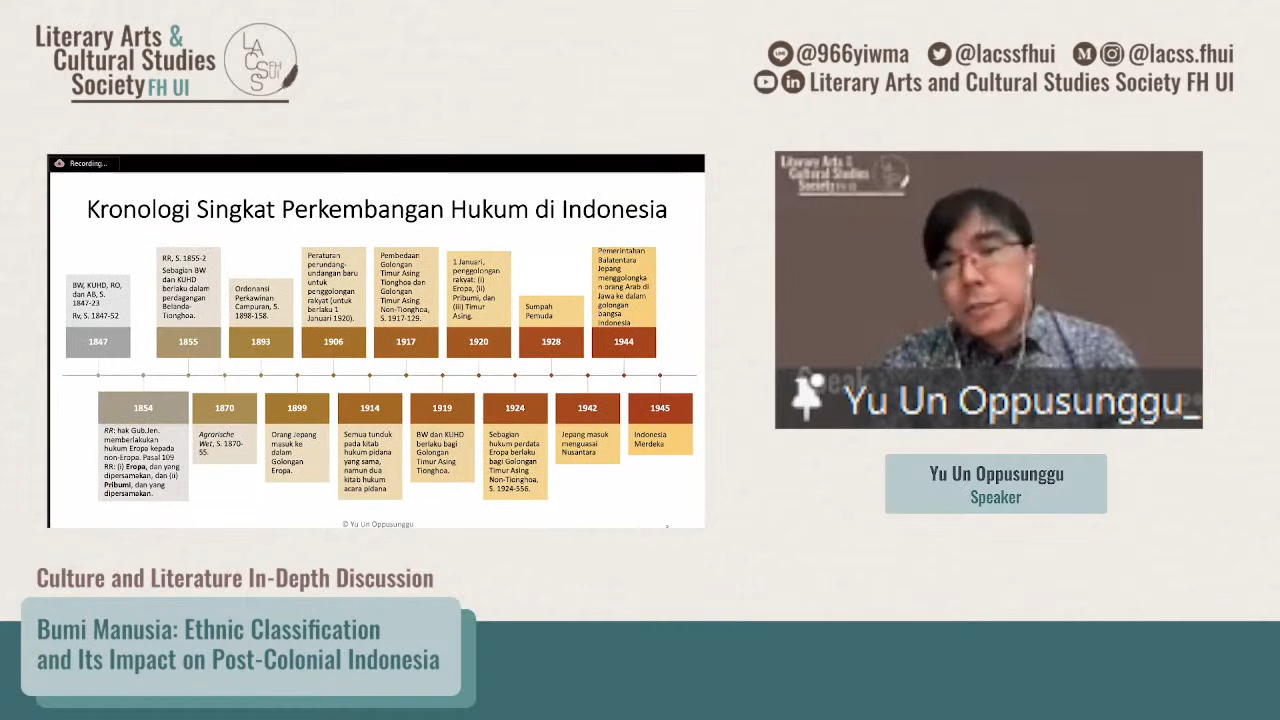 Literary Arts &
Cultural Studies
Society FH UI
LACSS FHUI
@966yiwma @lacssfhui @lacss.fhui
Literary Arts and Cultural Studies Society FH UI
Recording...
Kronologi Singkat Perkembangan Hukum di Indonesia
BW, KUHD, RO,
dan AB, S.
1847-23
Rv, S. 1847-52
1847
RR, S. 1855-2
Sebagian BW
dan KUHD
berlaku dalam
perdagangan
Belanda-
Tionghoa.
1855
Ordonansi
Perkawinan
Campuran, S.
1898-158.
1893
Peraturan
perundang-
undangan baru
untuk
penggolongan
rakyat (untuk
berlaku 1
Januari 1920).
1906
Pembedaan
Golongan
Timur Asing
Tionghoa dan
Golongan
Timur Asing
Non-Tionghoa,
S. 1917-129.
1917
1 Januari,
penggolongan
rakyat: (i)
Eropa, (ii)
Pribumi, dan
(iii) Timur
Asing.
1920
Sumpah
Pemuda
1928
Pemerintahan
Balatentara
Jepang
menggolongka
n orang Arab di
Jawa ke dalam
golongan
bangsa
Indonesia
1944
1854
RR: hak Gub.Jen.
memberlakukan
hukum Eropa kepada
non-Eropa. Pasal 109
RR: (i) Eropa, dan yang
dipersamakan, dan (ii)
Pribumi, dan yang
dipersamakan.
1870
Agrarische
Wet, S. 1870-
55.
1899
Orang Jepang
masuk ke
dalam
Golongan
Eropa.
1914
Semua tunduk
pada kitab
hukum pidana
yang sama,
namun dua
kitab hukum
acara pidana
1919
BW dan KUHD
berlaku bagi
Golongan
Timur Asing
Tionghoa.
1924
Sebagian
hukum perdata
Eropa berlaku
bagi Golongan
Timur Asing
Non-Tionghoa,
S. 1924-556.
1942
Jepang masuk
menguasai
Nusantara
1945
Indonesia
Merdeka
© Yu Un Oppusunggu
Literary Arts &
Cultural Studies
Society
Yu Un Oppusunggu_
Yu Un Oppusunggu
Speaker
Culture and Literature In-Depth Discussion
Bumi Manusia: Ethnic Classification
and Its Impact on Post-Colonial Indonesia